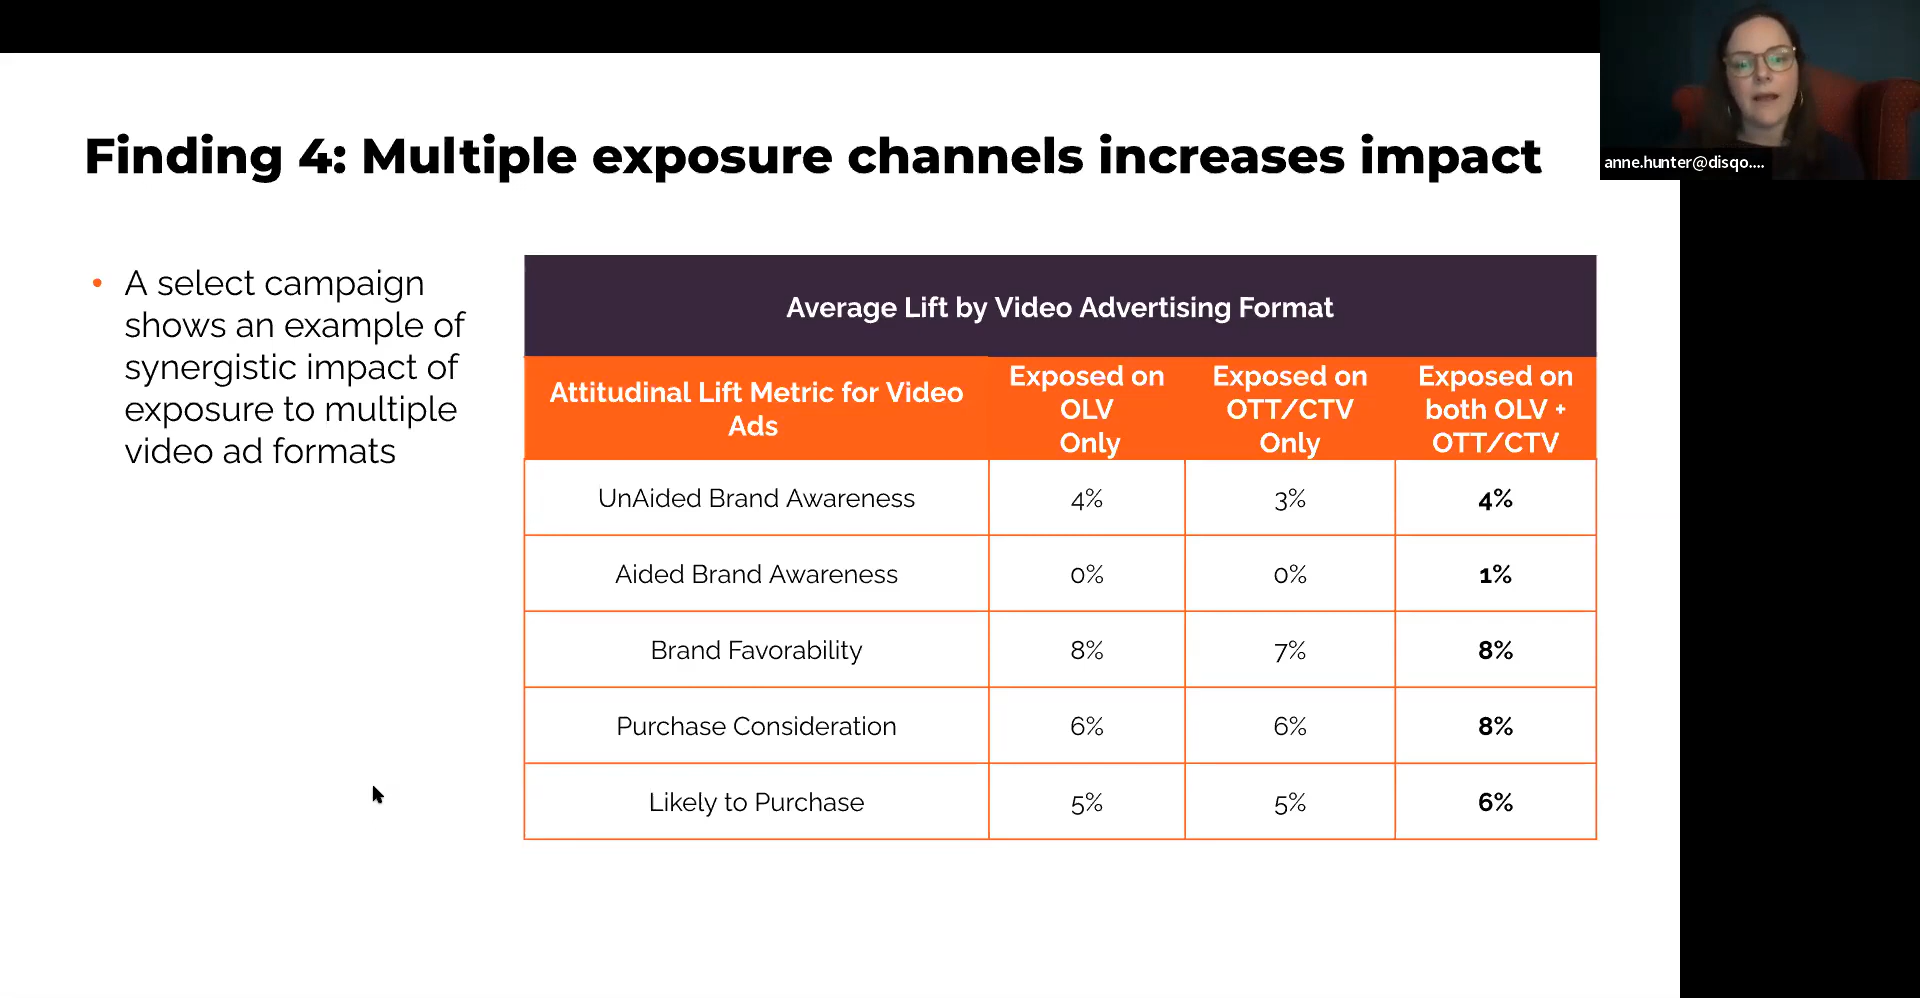 Finding 4: Multiple exposure channels increases impact
anne.hunter@disqo....
• A select campaign
shows an example of
synergistic impact of
exposure to multiple
video ad formats
Average Lift by Video Advertising Format
Attitudinal Lift Metric for Video
Ads
Exposed on
OLV
Only
Exposed on
OTT/CTV
Only
Exposed on
both OLV +
OTT/CTV
UnAided Brand Awareness 4% 3% 4%
Aided Brand Awareness 0% 0% 1%
Brand Favorability 8% 7% 8%
Purchase Consideration 6% 6% 8%
Likely to Purchase 5% 5% 6%